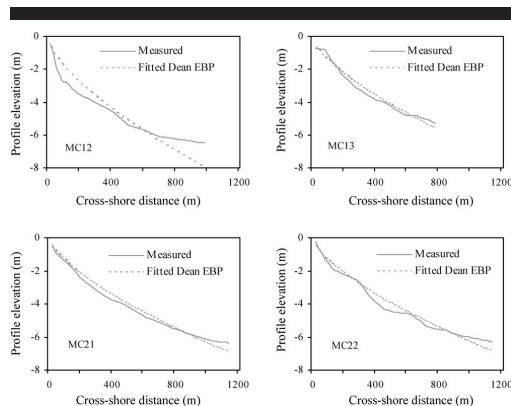 0
-2
-4
-6
-8
Profile elevation (m)
Measured
Fitted Dean EBP
MC12
0 200 400 600 800 1000 1200
Cross-shore distance (m)
0
-2
-4
-6
-8
Profile elevation (m)
Measured
Fitted Dean EBP
MC13
0 400 800 1200
Cross-shore distance (m)
0
-2
-4
-6
-8
Profile elevation (m)
Measured
Fitted Dean EBP
MC21
0 400 800 1200
Cross-shore distance (m)
0
-2
-4
-6
-8
Profile elevation (m)
Measured
Fitted Dean EBP
MC22
0 400 800 1200
Cross-shore distance (m)